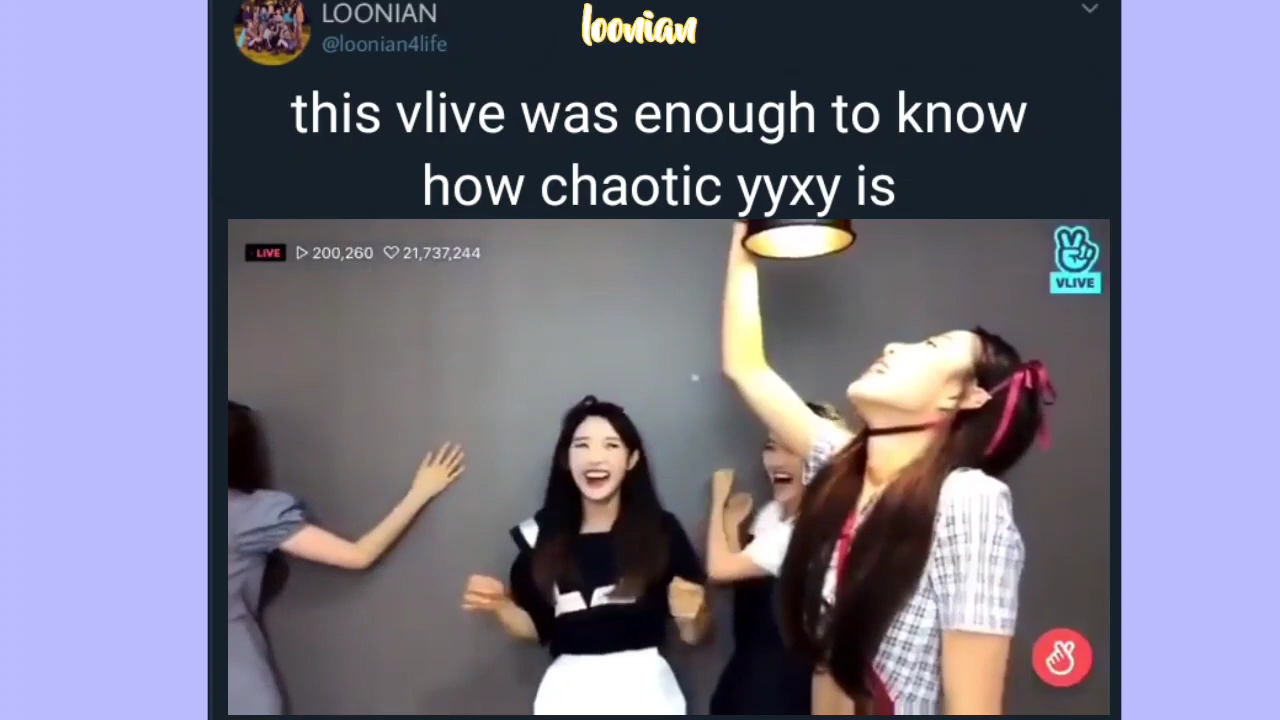 LOONIAN
@loonian4life
loonian
this vlive was enough to know
how chaotic yyxy is
LIVE 200,260 21,737,244
VLIVE